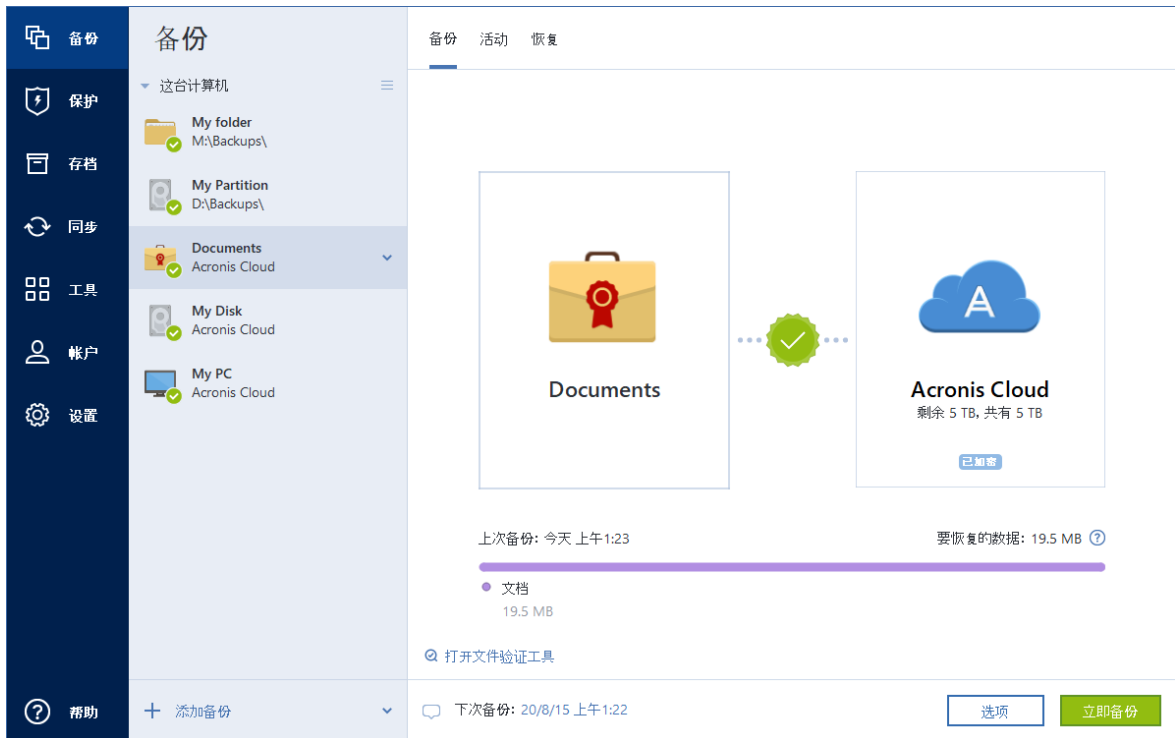 备份
保护
存档
同步
工具
帐户
设置
帮助
备份
这台计算机
My folder
M:\Backups\
My Partition
D:\Backups\
Documents
Acronis Cloud
My Disk
Acronis Cloud
My PC
Acronis Cloud
添加备份
备份 活动 恢复
Documents
Acronis Cloud
剩余 5 TB, 共有 5 TB
已加密
上次备份: 今天 上午1:23
要恢复的数据: 19.5 MB ?
文档
19.5 MB
打开文件验证工具
下次备份: 20/8/15 上午1:22
选项
立即备份